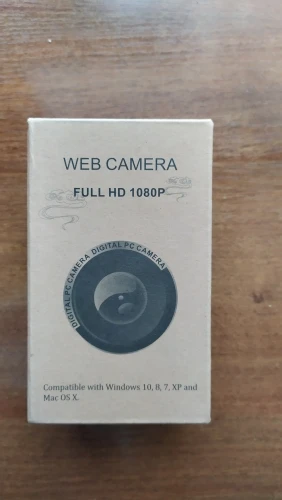 WEB CAMERA
FULL HD 1080P
DIGITAL PC CAMERA DIGITAL PC CAMERA
Compatible with Windows 10, 8, 7, XP and
Mac OS X.